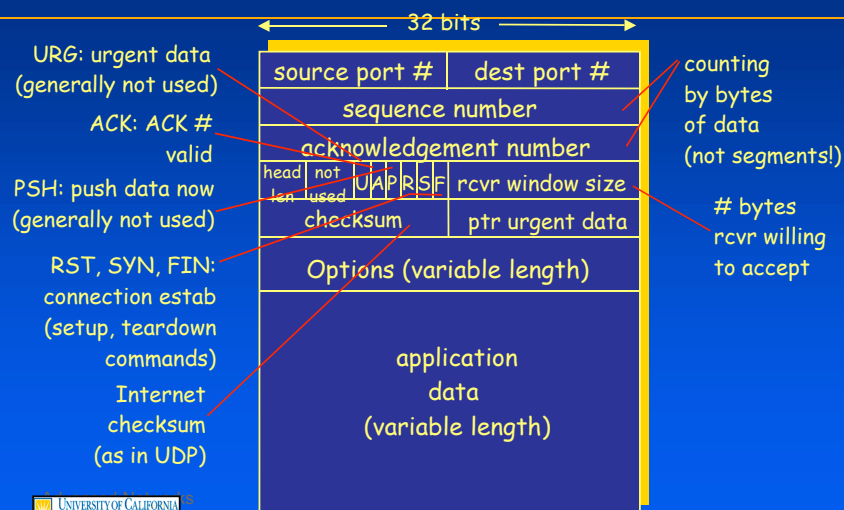 32 bits
URG: urgent data
(generally not used)
ACK: ACK #
valid
PSH: push data now
(generally not used)
RST, SYN, FIN:
connection estab
(setup, teardown
commands)
Internet
checksum
(as in UDP)
source port #
dest port #
sequence number
acknowledgement number
head
len
not
used
U
A
P
R
S
F
rcvr window size
checksum
ptr urgent data
Options (variable length)
application
data
(variable length)
counting
by bytes
of data
(not segments!)
# bytes
rcvr willing
to accept
UNIVERSITY OF CALIFORNIA